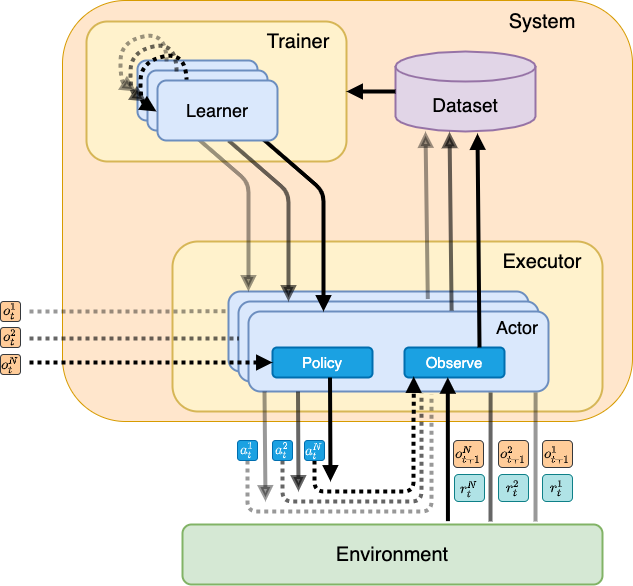 System
Trainer
Learner
Dataset
Executor
Actor
Policy
Observe
o_t^1
o_t^2
o_t^N
a_t^1 a_t^2 a_t^N
o_{t+1}^N o_{t+1}^2 o_{t+1}^1
r_t^N r_t^2 r_t^1
Environment